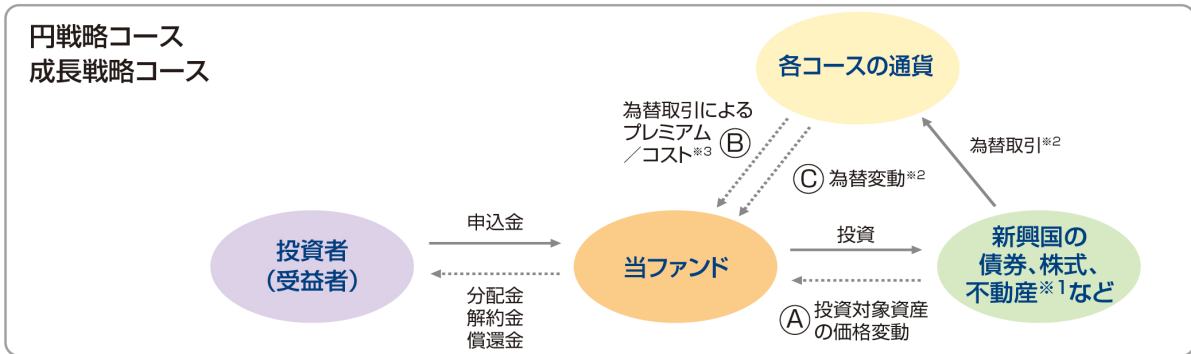 円戦略コース
成長戦略コース
各コースの通貨
為替取引による
プレミアム
／コスト※3 Ⓑ
Ⓒ 為替変動※2
為替取引※2
投資者
（受益者）
申込金
分配金
解約金
償還金
当ファンド
投資
Ⓐ 投資対象資産
の価格変動
新興国の
債券、株式、
不動産※1など